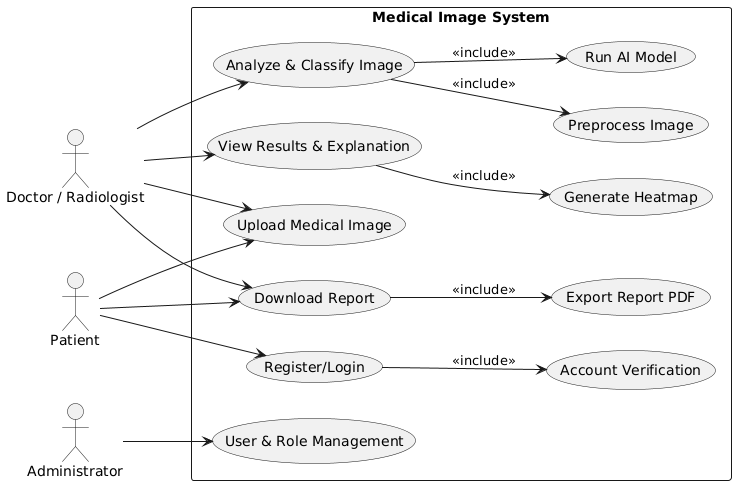 Medical Image System
Analyze & Classify Image
«include»
Run AI Model
«include»
Preprocess Image
View Results & Explanation
«include»
Generate Heatmap
Doctor / Radiologist
Upload Medical Image
Download Report
«include»
Export Report PDF
Patient
Register/Login
«include»
Account Verification
User & Role Management
Administrator